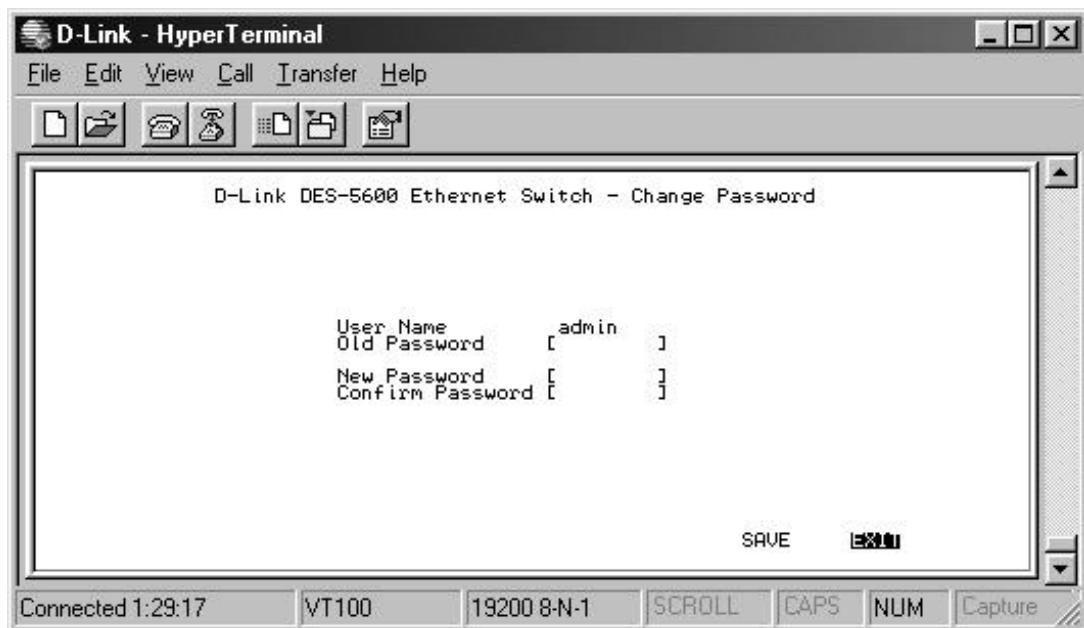 D-Link - HyperTerminal
File Edit View Call Transfer Help
D-Link DES-5600 Ethernet Switch - Change Password
User Name admin
Old Password [ ]
New Password [ ]
Confirm Password [ ]
SAVE EXIT
Connected 1:29:17 VT100 19200 8-N-1 SCROLL CAPS NUM Capture